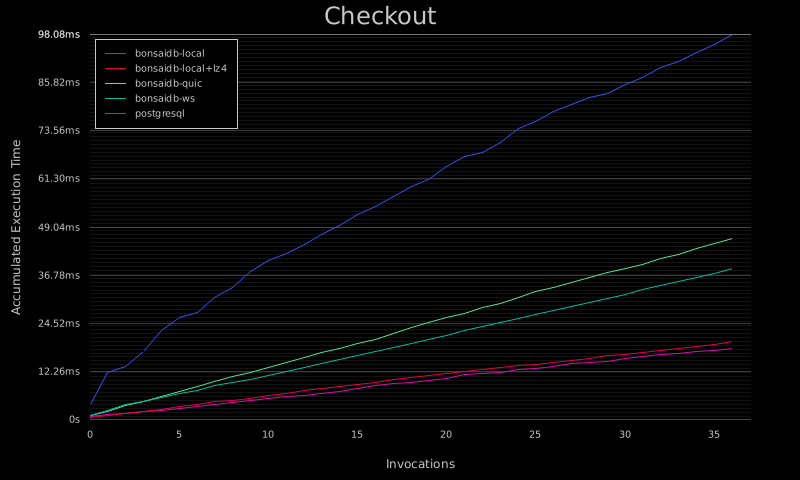 Checkout
98.08ms
85.82ms
73.56ms
61.30ms
49.04ms
36.78ms
24.52ms
12.26ms
0s
Accumulated Execution Time
bonsaidb-local
bonsaidb-local+lz4
bonsaidb-quic
bonsaidb-ws
postgresql
0 5 10 15 20 25 30 35
Invocations